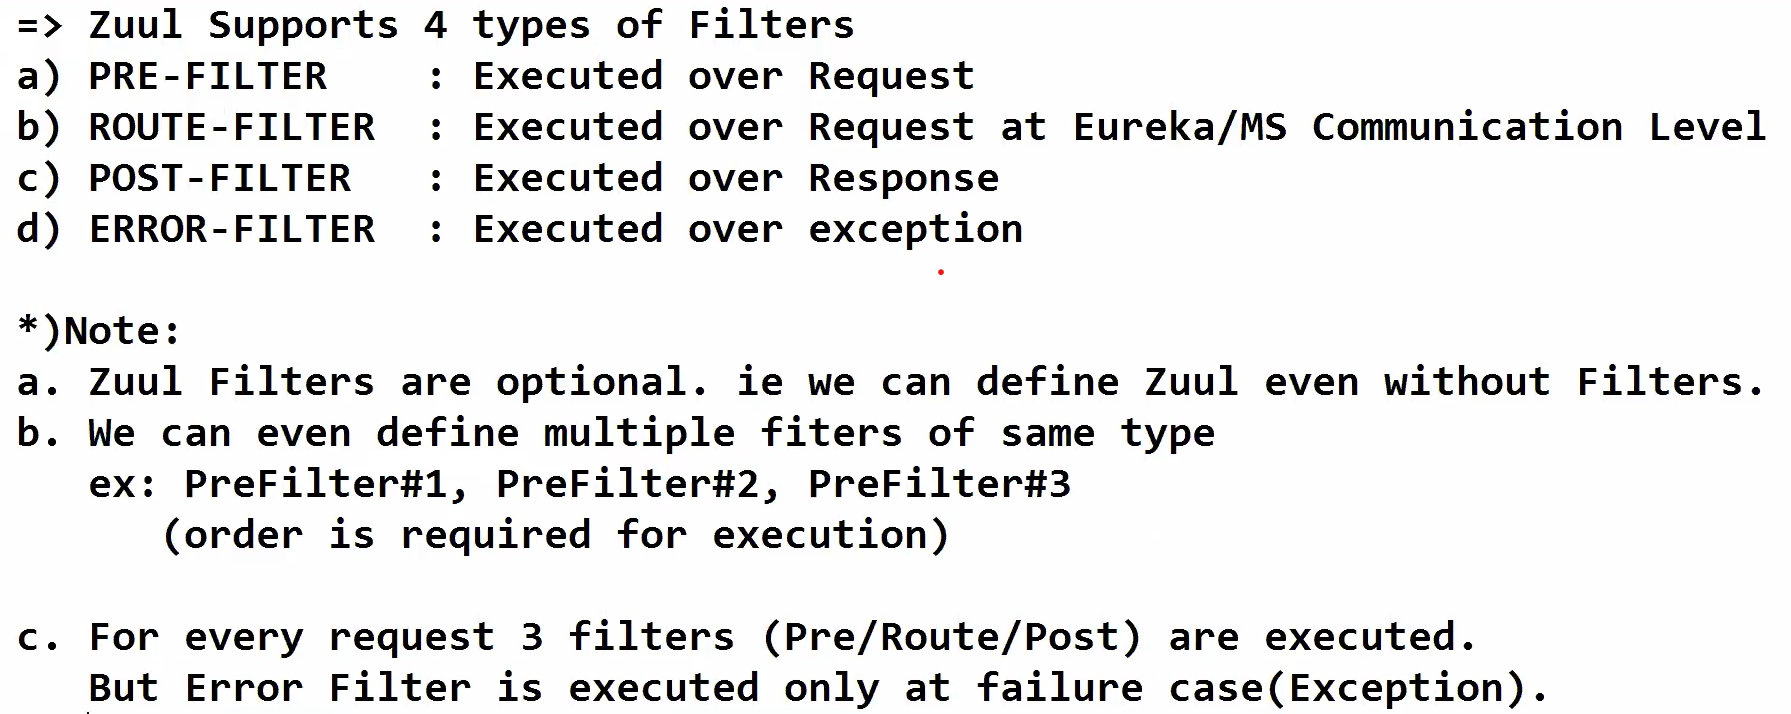 => Zuul Supports 4 types of Filters
a) PRE-FILTER    : Executed over Request
b) ROUTE-FILTER  : Executed over Request at Eureka/MS Communication Level
c) POST-FILTER   : Executed over Response
d) ERROR-FILTER  : Executed over exception
*)Note:
a. Zuul Filters are optional. ie we can define Zuul even without Filters.
b. We can even define multiple fiters of same type
ex: PreFilter#1, PreFilter#2, PreFilter#3
(order is required for execution)
c. For every request 3 filters (Pre/Route/Post) are executed.
But Error Filter is executed only at failure case(Exception).